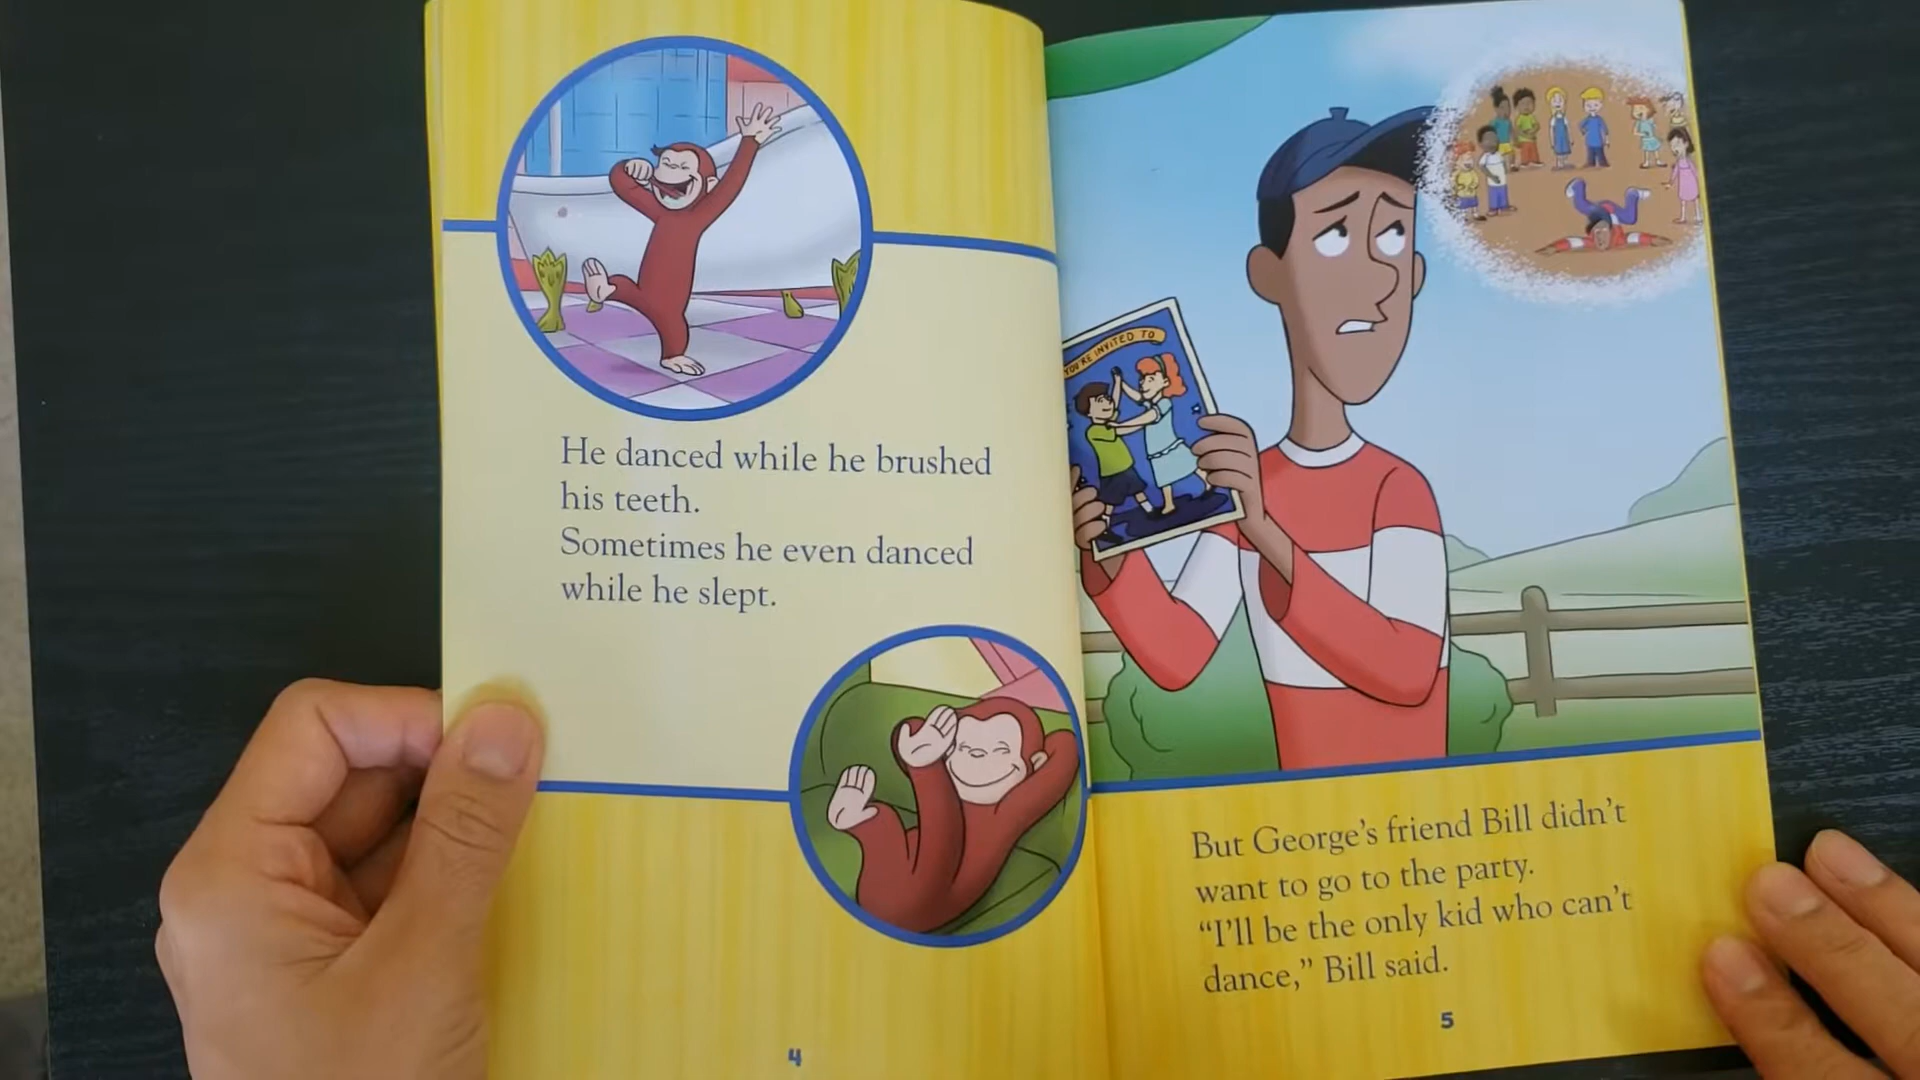 He danced while he brushed
his teeth.
Sometimes he even danced
while he slept.
4
YOU'RE INVITED TO
But George's friend Bill didn't
want to go to the party.
“I'll be the only kid who can't
dance,” Bill said.
5